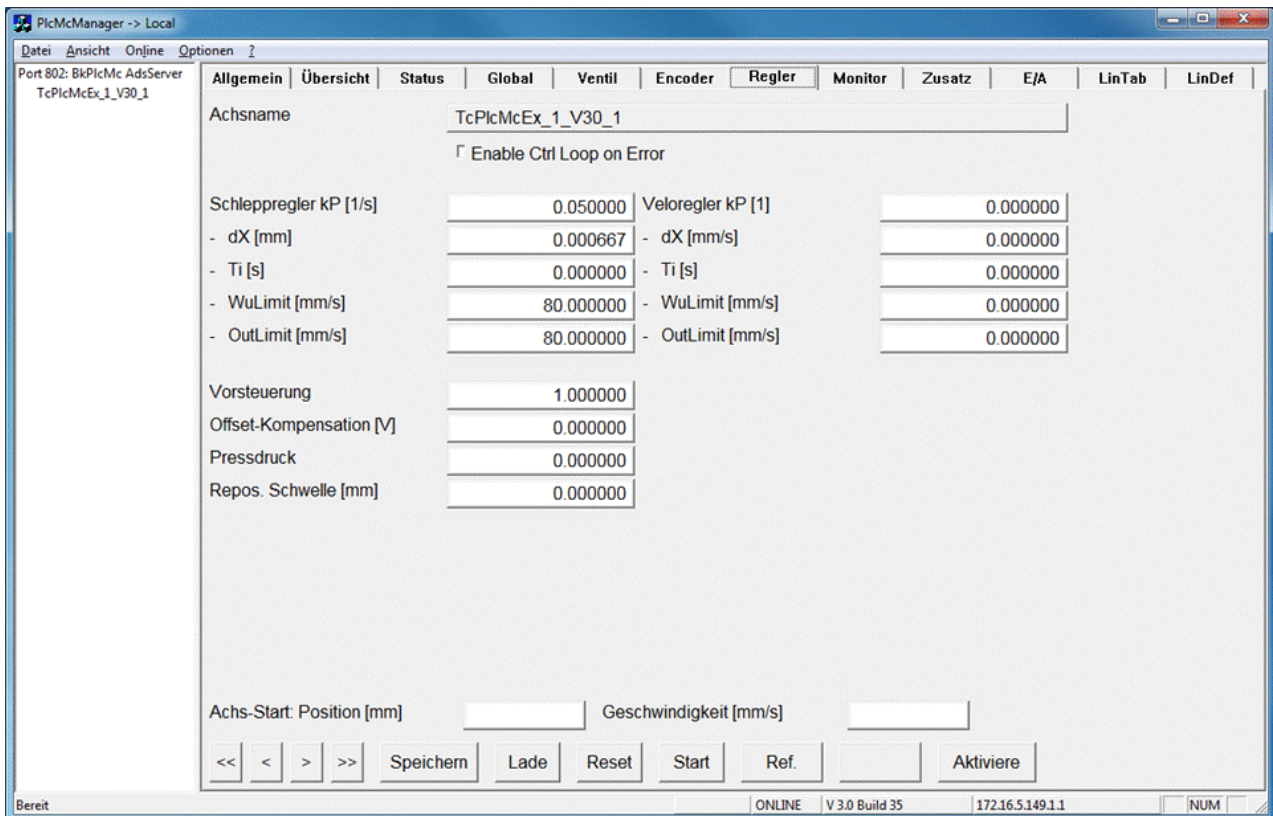 PlcMcManager -> Local
Datei Ansicht Online Optionen ?
Port 802: BkPlcMc AdsServer
TcPlcMcEx_1_V30_1
Allgemein Übersicht Status Global Ventil Encoder Regler Monitor Zusatz E/A LinTab LinDef
Achsname TcPlcMcEx_1_V30_1
Enable Ctrl Loop on Error
Schleppregler kP [1/s] 0.050000 Veloregler kP [1] 0.000000
- dX [mm] 0.000667 - dX [mm/s] 0.000000
- Ti [s] 0.000000 - Ti [s] 0.000000
- WuLimit [mm/s] 80.000000 - WuLimit [mm/s] 0.000000
- OutLimit [mm/s] 80.000000 - OutLimit [mm/s] 0.000000
Vorsteuerung 1.000000
Offset-Kompensation [V] 0.000000
Pressdruck 0.000000
Repos. Schwelle [mm] 0.000000
Achs-Start: Position [mm] Geschwindigkeit [mm/s]
<< < > >> Speichern Lade Reset Start Ref. Aktiviere
Bereit ONLINE V 3.0 Build 35 172.16.5.149.1.1 NUM